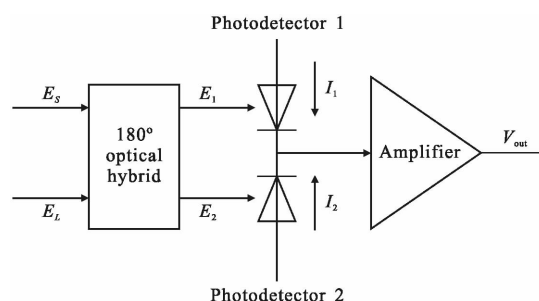 Photodetector 1
E_S
E_1
I_1
180° optical hybrid
Amplifier
V_out
E_L
E_2
I_2
Photodetector 2